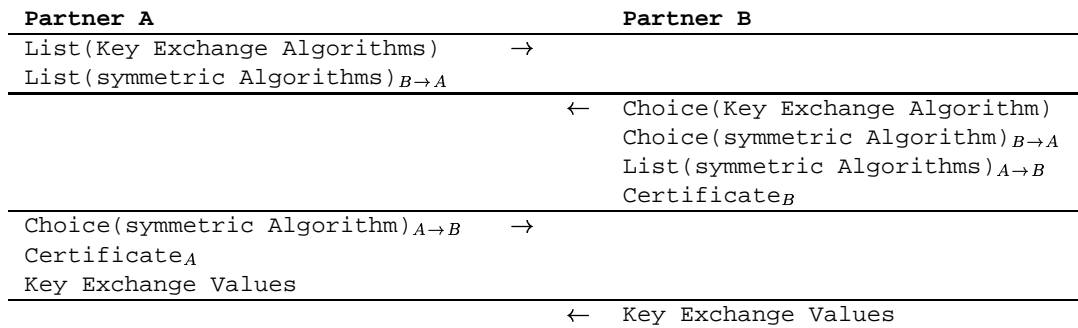 Partner A Partner B
List(Key Exchange Algorithms) →
List(symmetric Algorithms)B→A
← Choice(Key Exchange Algorithm)
Choice(symmetric Algorithm)B→A
List(symmetric Algorithms)A→B
CertificateB
Choice(symmetric Algorithm)A→B →
CertificateA
Key Exchange Values
← Key Exchange Values